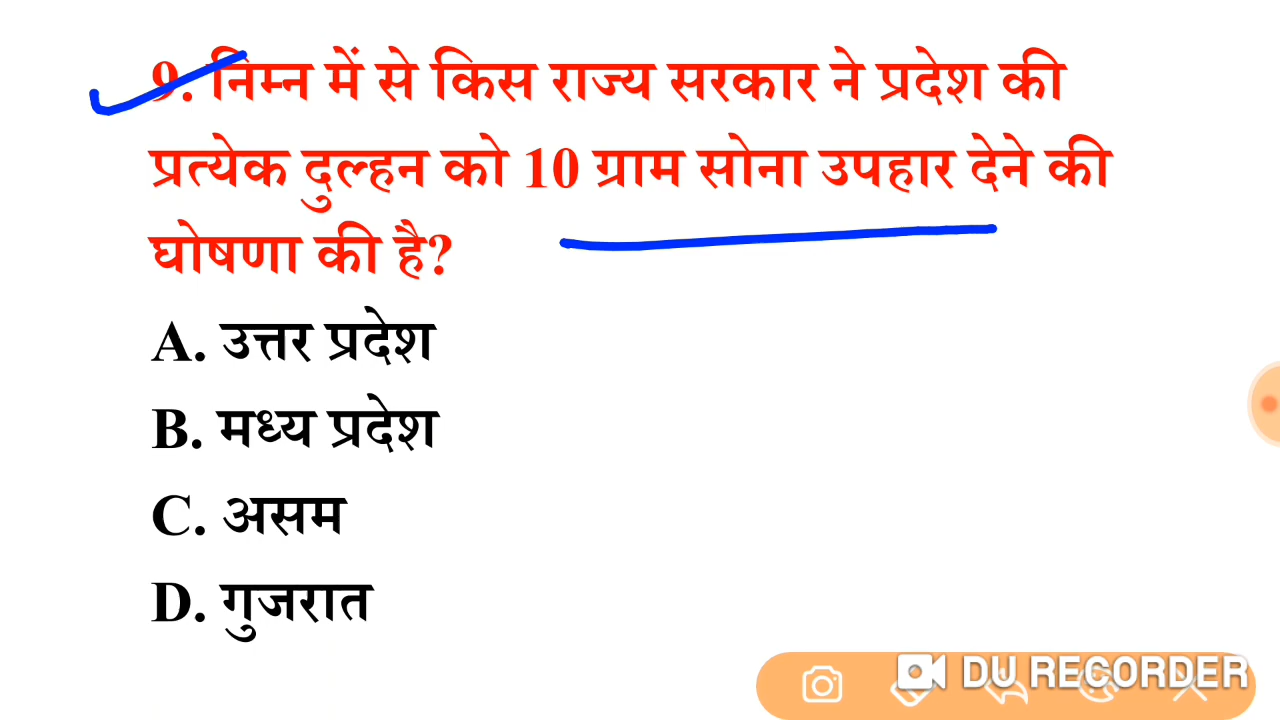 9. निम्न में से किस राज्य सरकार ने प्रदेश की
प्रत्येक दुल्हन को 10 ग्राम सोना उपहार देने की
घोषणा की है?
A. उत्तर प्रदेश
B. मध्य प्रदेश
C. असम
D. गुजरात
DU RECORDER